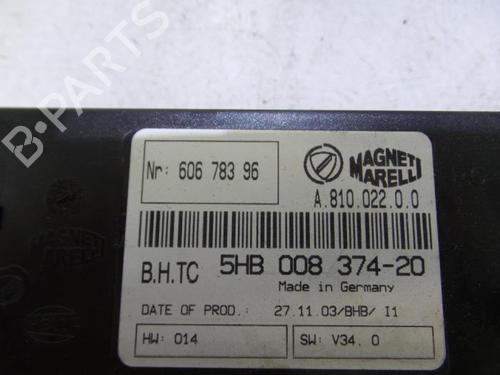 B-PARTS
Nr: 606 783 96
MAGNETI
MARELLI
A.810.022.0.0
B.H.TC 5HB 008 374-20
Made in Germany
DATE OF PROD.: 27.11.03/BHB/ I1
HW: 014
SW: V34. 0